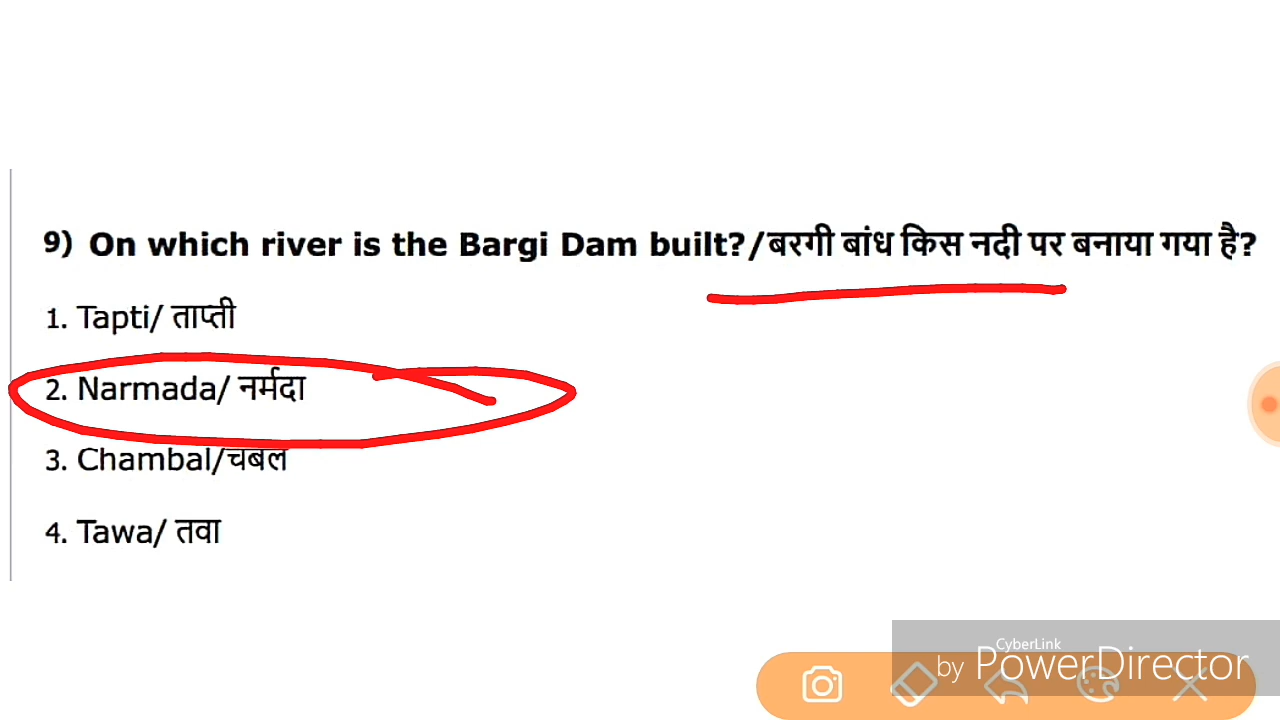 9) On which river is the Bargi Dam built?/बरगी बांध किस नदी पर बनाया गया है?
1. Tapti/ ताप्ती
2. Narmada/ नर्मदा
3. Chambal/चंबल
4. Tawa/ तवा
CyberLink
by PowerDirector